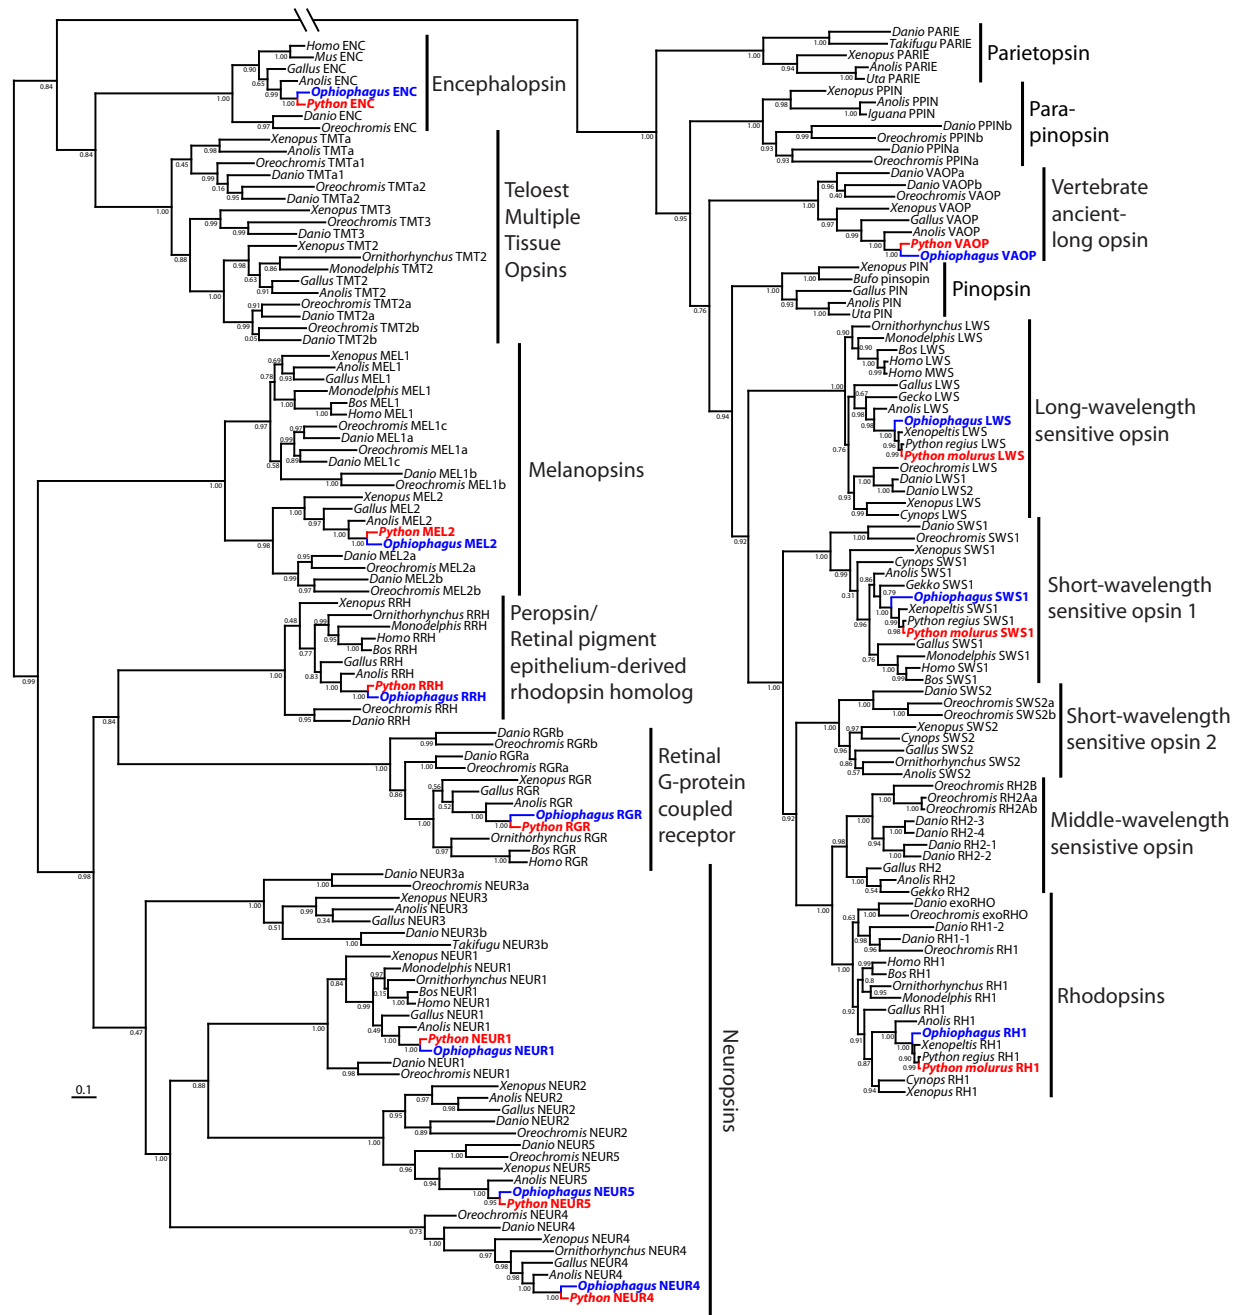 Homo ENC
Mus ENC
Gallus ENC
Anolis ENC
Ophiophagus ENC
Python ENC
Danio ENC
Oreochromis ENC
Encephalopsin
Xenopus TMTa
Anolis TMTa
Oreochromis TMTa1
Danio TMTa1
Oreochromis TMTa2
Danio TMTa2
Xenopus TMT3
Oreochromis TMT3
Danio TMT3
Xenopus TMT2
Ornithorhynchus TMT2
Monodelphis TMT2
Gallus TMT2
Anolis TMT2
Oreochromis TMT2a
Danio TMT2a
Oreochromis TMT2b
Danio TMT2b
Teloest
Multiple
Tissue
Opsins
Xenopus MEL1
Anolis MEL1
Gallus MEL1
Monodelphis MEL1
Bos MEL1
Homo MEL1
Oreochromis MEL1c
Danio MEL1a
Oreochromis MEL1a
Danio MEL1c
Danio MEL1b
Oreochromis MEL1b
Xenopus MEL2
Gallus MEL2
Anolis MEL2
Python MEL2
Ophiophagus MEL2
Danio MEL2a
Oreochromis MEL2a
Danio MEL2b
Oreochromis MEL2b
Melanopsins
Xenopus RRH
Ornithorhynchus RRH
Monodelphis RRH
Homo RRH
Bos RRH
Gallus RRH
Anolis RRH
Python RRH
Ophiophagus RRH
Oreochromis RRH
Danio RRH
Peropsin/
Retinal pigment
epithelium-derived
rhodopsin homolog
Danio RGRb
Oreochromis RGRb
Danio RGRa
Oreochromis RGRa
Xenopus RGR
Gallus RGR
Anolis RGR
Ophiophagus RGR
Python RGR
Ornithorhynchus RGR
Bos RGR
Homo RGR
Retinal
G-protein
coupled
receptor
Danio NEUR3a
Oreochromis NEUR3a
Xenopus NEUR3
Anolis NEUR3
Gallus NEUR3
Danio NEUR3b
Takifugu NEUR3b
Xenopus NEUR1
Monodelphis NEUR1
Ornithorhynchus NEUR1
Bos NEUR1
Homo NEUR1
Gallus NEUR1
Anolis NEUR1
Python NEUR1
Ophiophagus NEUR1
Danio NEUR1
Oreochromis NEUR1
Xenopus NEUR2
Anolis NEUR2
Gallus NEUR2
Danio NEUR2
Oreochromis NEUR2
Danio NEUR5
Oreochromis NEUR5
Xenopus NEUR5
Anolis NEUR5
Ophiophagus NEUR5
Python NEUR5
Oreochromis NEUR4
Danio NEUR4
Xenopus NEUR4
Ornithorhynchus NEUR4
Gallus NEUR4
Anolis NEUR4
Ophiophagus NEUR4
Python NEUR4
Neuropsins
0.1
Danio PARIE
Takifugu PARIE
Xenopus PARIE
Anolis PARIE
Uta PARIE
Parietopsin
Xenopus PPIN
Anolis PPIN
Iguana PPIN
Danio PPINb
Oreochromis PPINb
Danio PPINa
Oreochromis PPINa
Para-
pinopsin
Danio VAOPa
Danio VAOPb
Oreochromis VAOP
Xenopus VAOP
Gallus VAOP
Anolis VAOP
Python VAOP
Ophiophagus VAOP
Vertebrate
ancient-
long opsin
Xenopus PIN
Bufo pinsopin
Gallus PIN
Anolis PIN
Uta PIN
Pinopsin
Ornithorhynchus LWS
Monodelphis LWS
Bos LWS
Homo LWS
Homo MWS
Gallus LWS
Gecko LWS
Anolis LWS
Ophiophagus LWS
Xenopeltis LWS
Python regius LWS
Python molurus LWS
Oreochromis LWS
Danio LWS1
Danio LWS2
Xenopus LWS
Cynops LWS
Long-wavelength
sensitive opsin
Danio SWS1
Oreochromis SWS1
Xenopus SWS1
Cynops SWS1
Anolis SWS1
Gekko SWS1
Ophiophagus SWS1
Xenopeltis SWS1
Python regius SWS1
Python molurus SWS1
Gallus SWS1
Monodelphis SWS1
Homo SWS1
Bos SWS1
Short-wavelength
sensitive opsin 1
Danio SWS2
Oreochromis SWS2a
Oreochromis SWS2b
Xenopus SWS2
Cynops SWS2
Gallus SWS2
Ornithorhynchus SWS2
Anolis SWS2
Short-wavelength
sensitive opsin 2
Oreochromis RH2B
Oreochromis RH2Aa
Oreochromis RH2Ab
Danio RH2-3
Danio RH2-4
Danio RH2-1
Danio RH2-2
Gallus RH2
Anolis RH2
Gekko RH2
Middle-wavelength
sensistive opsin
Danio exoRHO
Oreochromis exoRHO
Danio RH1-2
Danio RH1-1
Oreochromis RH1
Homo RH1
Bos RH1
Ornithorhynchus RH1
Monodelphis RH1
Gallus RH1
Anolis RH1
Ophiophagus RH1
Xenopeltis RH1
Python regius RH1
Python molurus RH1
Cynops RH1
Xenopus RH1
Rhodopsins